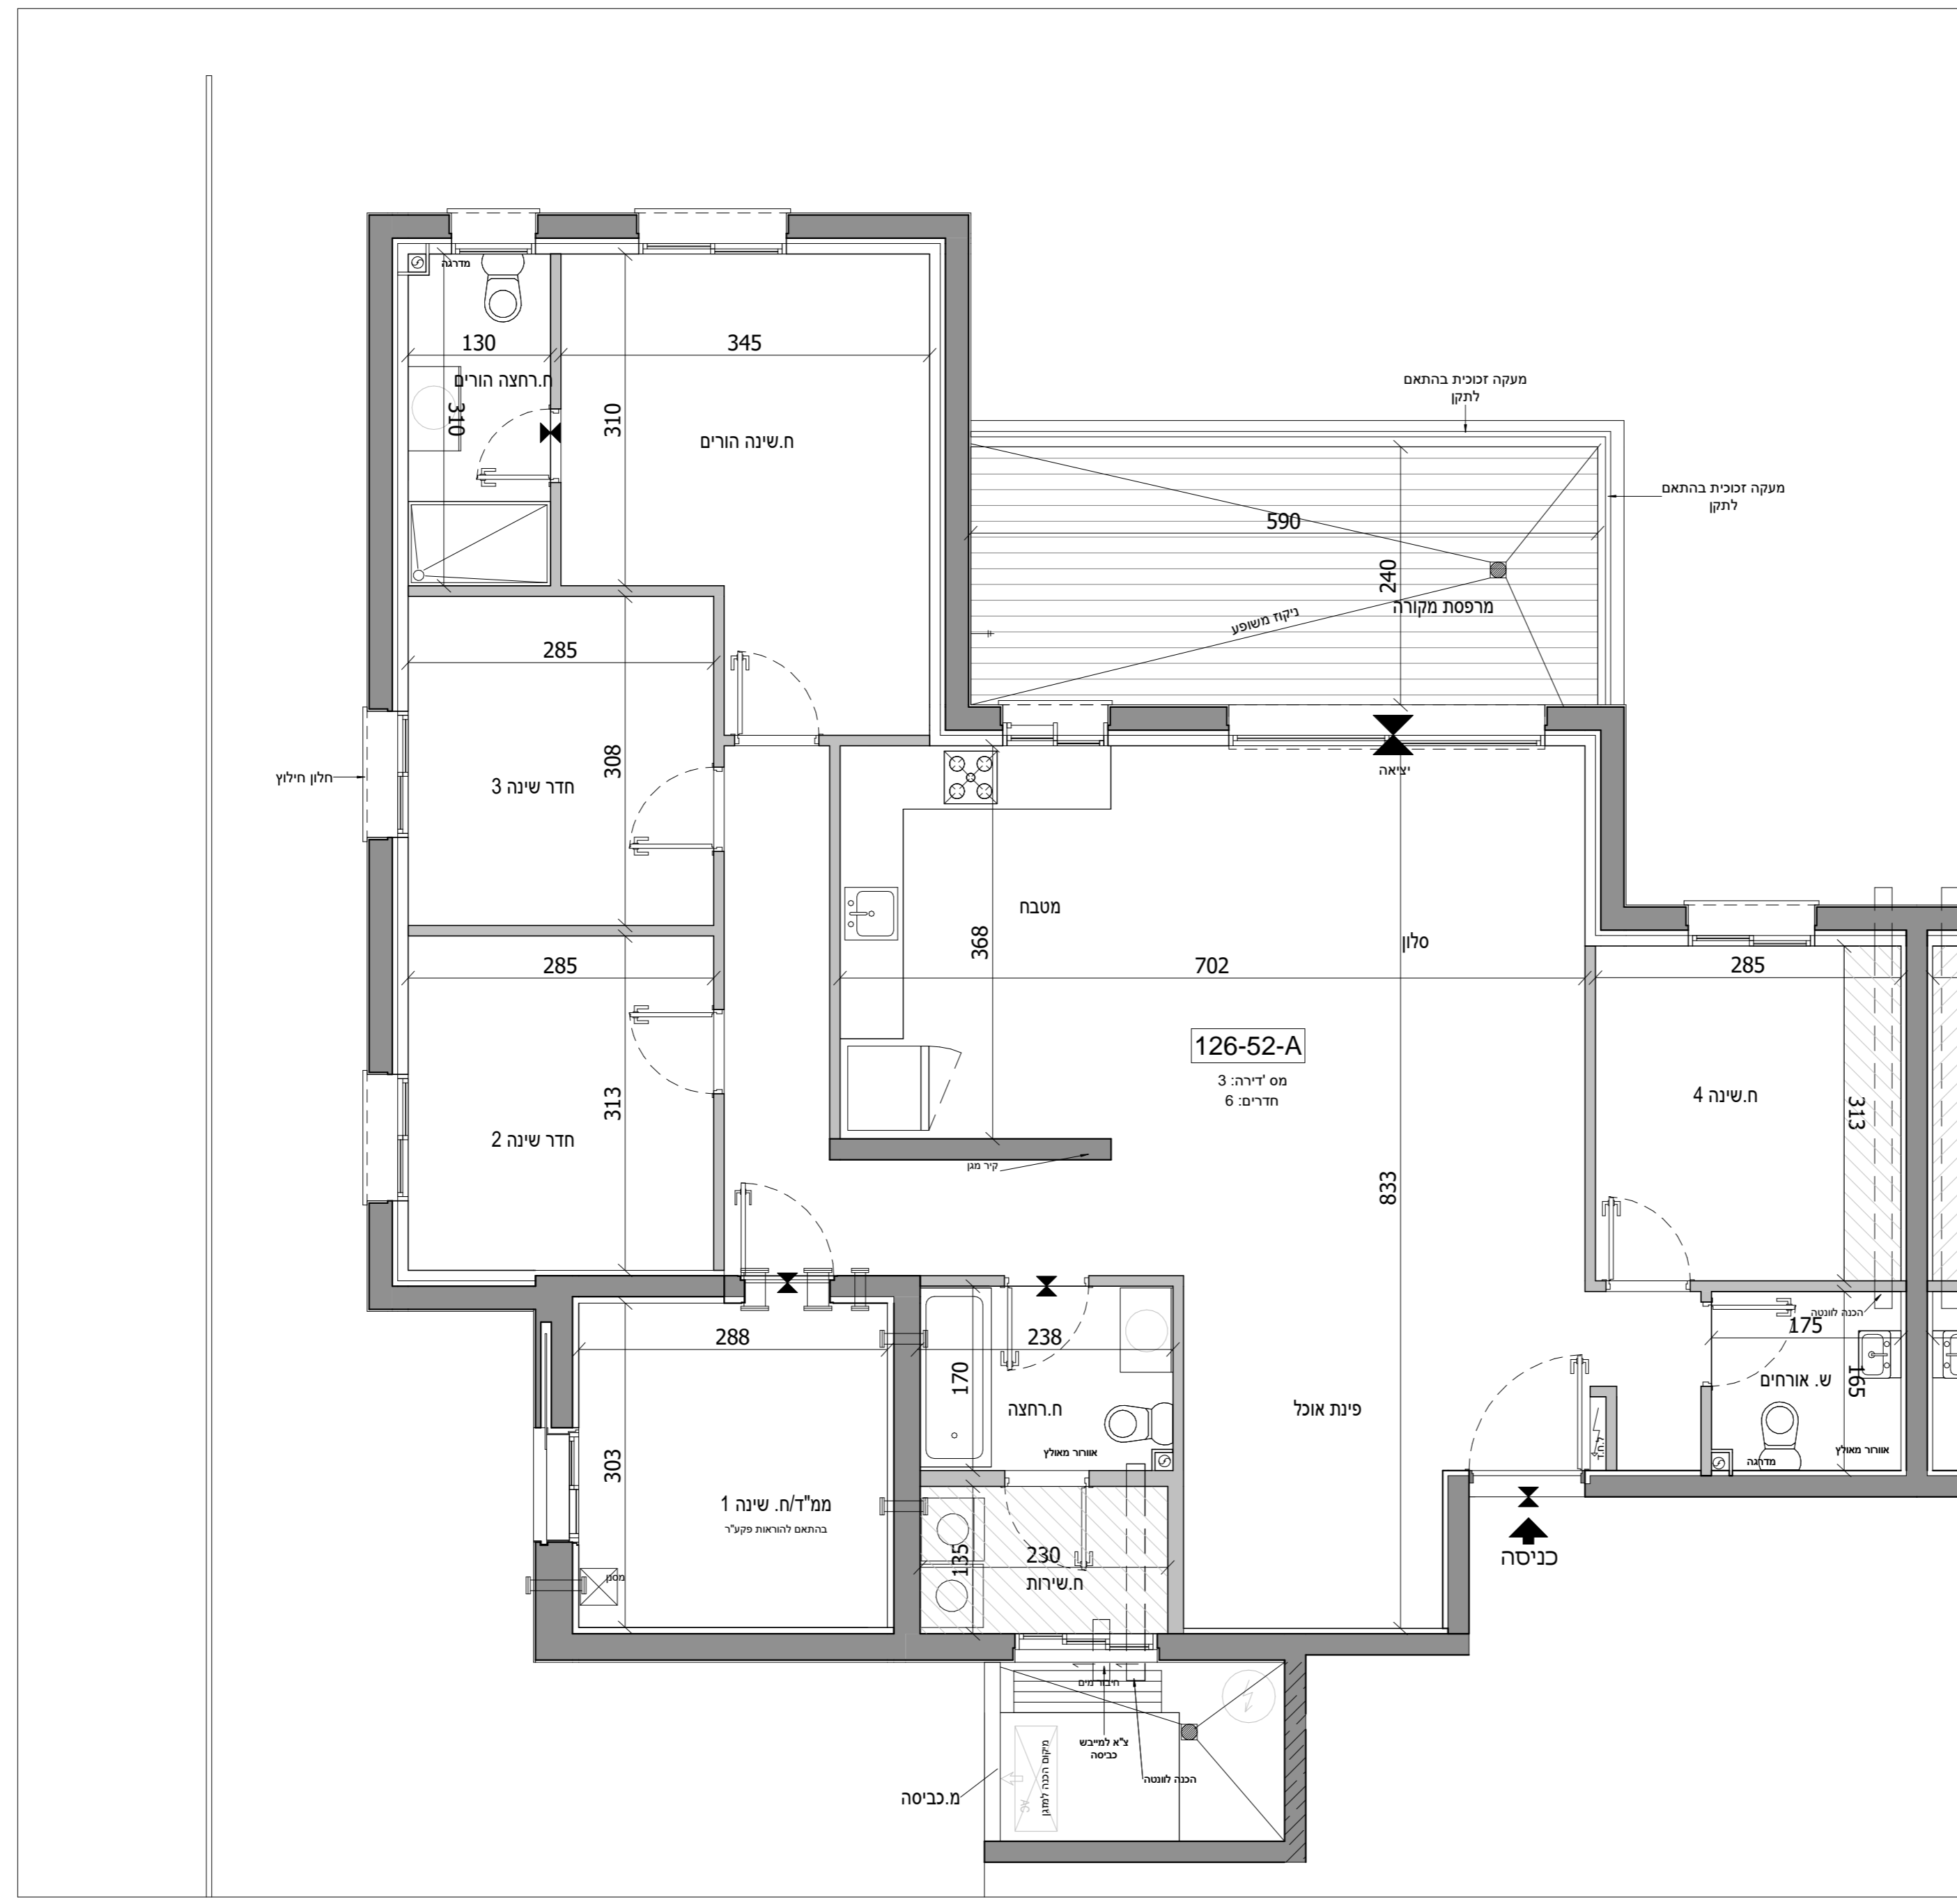 מדרגה
130
345
ח.רחצה הורים
310
310
ח.שינה הורים
מעקה זכוכית בהתאם
לתקן
מעקה זכוכית בהתאם
לתקן
590
240
מרפסת מקורה
ניקוז משופע
285
308
חדר שינה 3
חלון חילוץ
יציאה
מטבח
368
סלון
702
285
285
313
חדר שינה 2
126-52-A
מס 'דירה: 3
חדרים: 6
ח.שינה 4
313
קיר מגן
833
288
303
ממ"ד/ח. שינה 1
בהתאם להוראות פקע"ר
מסנן
238
170
ח.רחצה
אוורור מאולץ
פינת אוכל
הכנה לוונטה
175
165
ש. אורחים
אוורור מאולץ
מדרגה
ל.ח.ד
כניסה
135
230
ח.שירות
חיבור מים
צ"א למייבש
כביסה
הכנה לוונטה
מיקום הכנה למזגן
AC
מ.כביסה